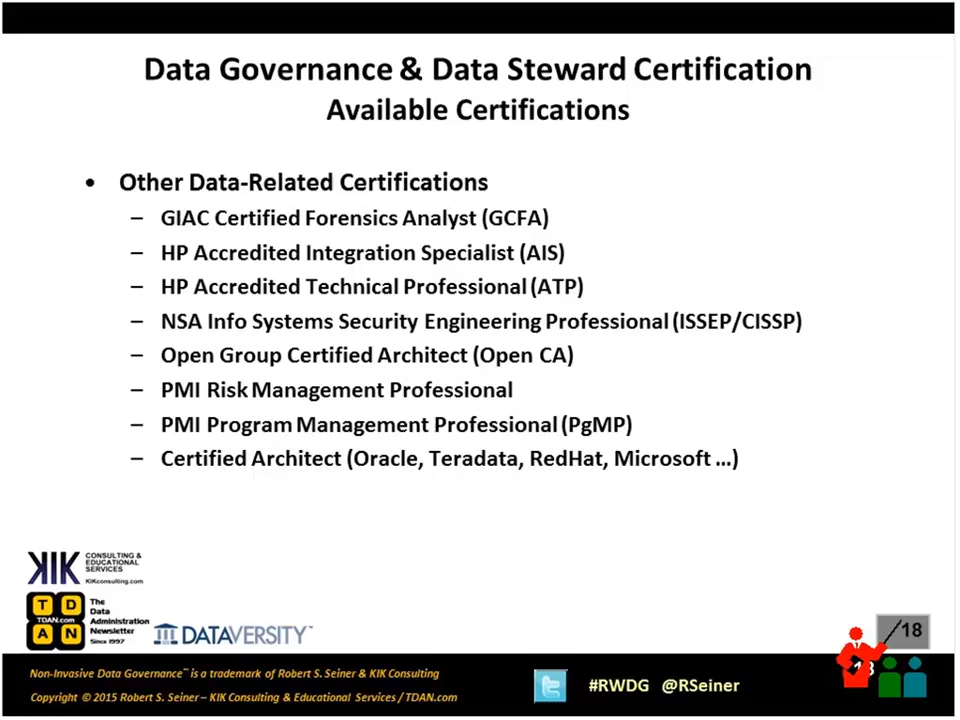 Data Governance & Data Steward Certification
Available Certifications
• Other Data-Related Certifications
– GIAC Certified Forensics Analyst (GCFA)
– HP Accredited Integration Specialist (AIS)
– HP Accredited Technical Professional (ATP)
– NSA Info Systems Security Engineering Professional (ISSEP/CISSP)
– Open Group Certified Architect (Open CA)
– PMI Risk Management Professional
– PMI Program Management Professional (PgMP)
– Certified Architect (Oracle, Teradata, RedHat, Microsoft ...)
KIK CONSULTING &
EDUCATIONAL
SERVICES
KIKconsulting.com
TD
TDAN.com
AN
The
Data
Administration
Newsletter
Since 1997
DATAVERSITY™
/18
Non-Invasive Data Governance™ is a trademark of Robert S. Seiner & KIK Consulting
Copyright © 2015 Robert S. Seiner – KIK Consulting & Educational Services / TDAN.com
#RWDG @RSeiner